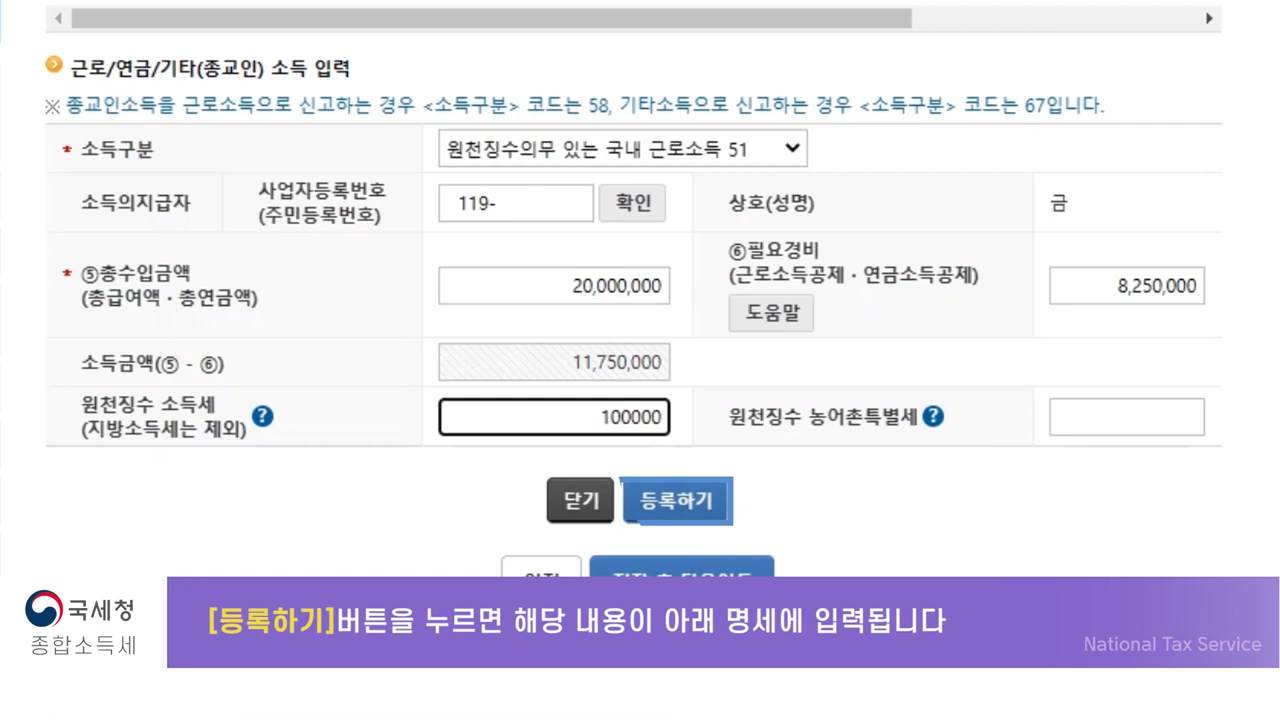 근로/연금/기타(종교인) 소득 입력
※ 종교인소득을 근로소득으로 신고하는 경우 <소득구분> 코드는 58, 기타소득으로 신고하는 경우 <소득구분> 코드는 67입니다.
* 소득구분
원천징수의무 있는 국내 근로소득 51
소득의지급자
사업자등록번호
(주민등록번호)
119-
확인
상호(성명)
금
* ⑤총수입금액
(총급여액·총연금액)
20,000,000
⑥필요경비
(근로소득공제·연금소득공제)
도움말
8,250,000
소득금액(⑤ - ⑥)
11,750,000
원천징수 소득세
(지방소득세는 제외)
?
100000
원천징수 농어촌특별세
?
닫기
등록하기
국세청
종합소득세
[등록하기]버튼을 누르면 해당 내용이 아래 명세에 입력됩니다
National Tax Service